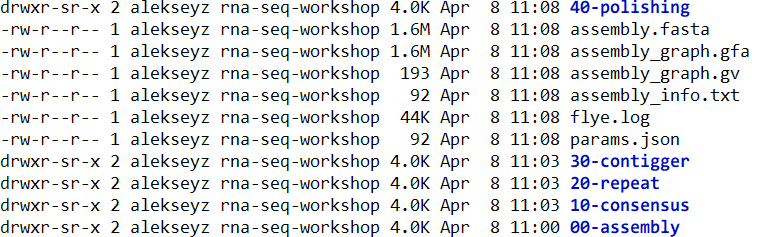 drwxr-sr-x 2 alekseyz rna-seq-workshop 4.0K Apr  8 11:08 40-polishing
-rw-r--r-- 1 alekseyz rna-seq-workshop 1.6M Apr  8 11:08 assembly.fasta
-rw-r--r-- 1 alekseyz rna-seq-workshop 1.6M Apr  8 11:08 assembly_graph.gfa
-rw-r--r-- 1 alekseyz rna-seq-workshop  193 Apr  8 11:08 assembly_graph.gv
-rw-r--r-- 1 alekseyz rna-seq-workshop   92 Apr  8 11:08 assembly_info.txt
-rw-r--r-- 1 alekseyz rna-seq-workshop  44K Apr  8 11:08 flye.log
-rw-r--r-- 1 alekseyz rna-seq-workshop   92 Apr  8 11:08 params.json
drwxr-sr-x 2 alekseyz rna-seq-workshop 4.0K Apr  8 11:03 30-contigger
drwxr-sr-x 2 alekseyz rna-seq-workshop 4.0K Apr  8 11:03 20-repeat
drwxr-sr-x 2 alekseyz rna-seq-workshop 4.0K Apr  8 11:03 10-consensus
drwxr-sr-x 2 alekseyz rna-seq-workshop 4.0K Apr  8 11:00 00-assembly